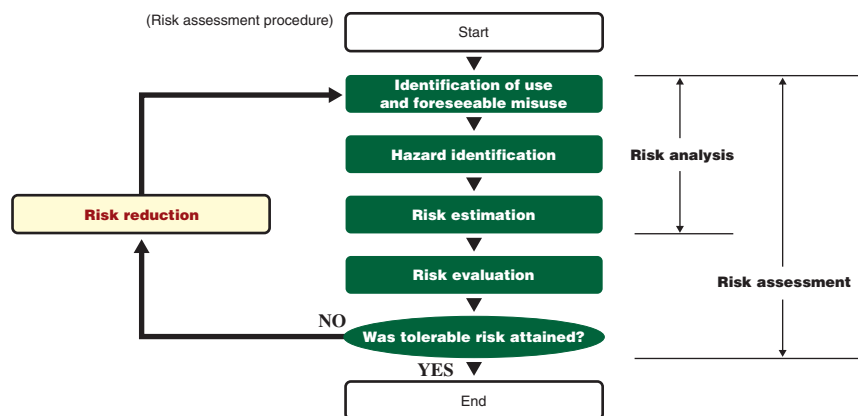 (Risk assessment procedure)
Start
Identification of use
and foreseeable misuse
Hazard identification
Risk analysis
Risk reduction
Risk estimation
Risk evaluation
Risk assessment
NO
Was tolerable risk attained?
YES
End